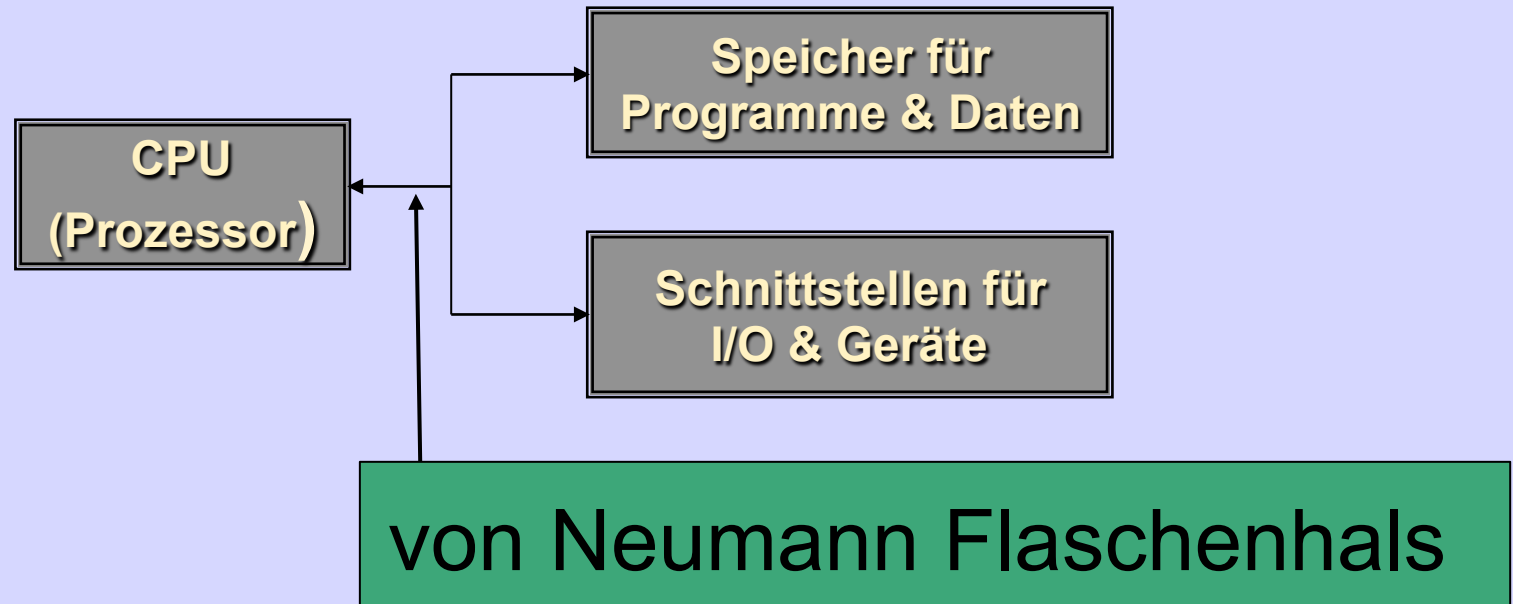 Speicher für
Programme & Daten
CPU
(Prozessor)
Schnittstellen für
I/O & Geräte
von Neumann Flaschenhals